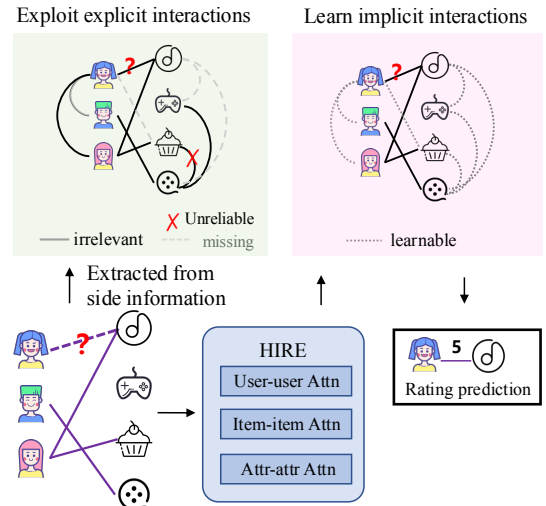 Exploit explicit interactions
Learn implicit interactions
?
?
Unreliable
irrelevant
missing
learnable
Extracted from
side information
?
HIRE
User-user Attn
Item-item Attn
Attr-attr Attn
5
Rating prediction